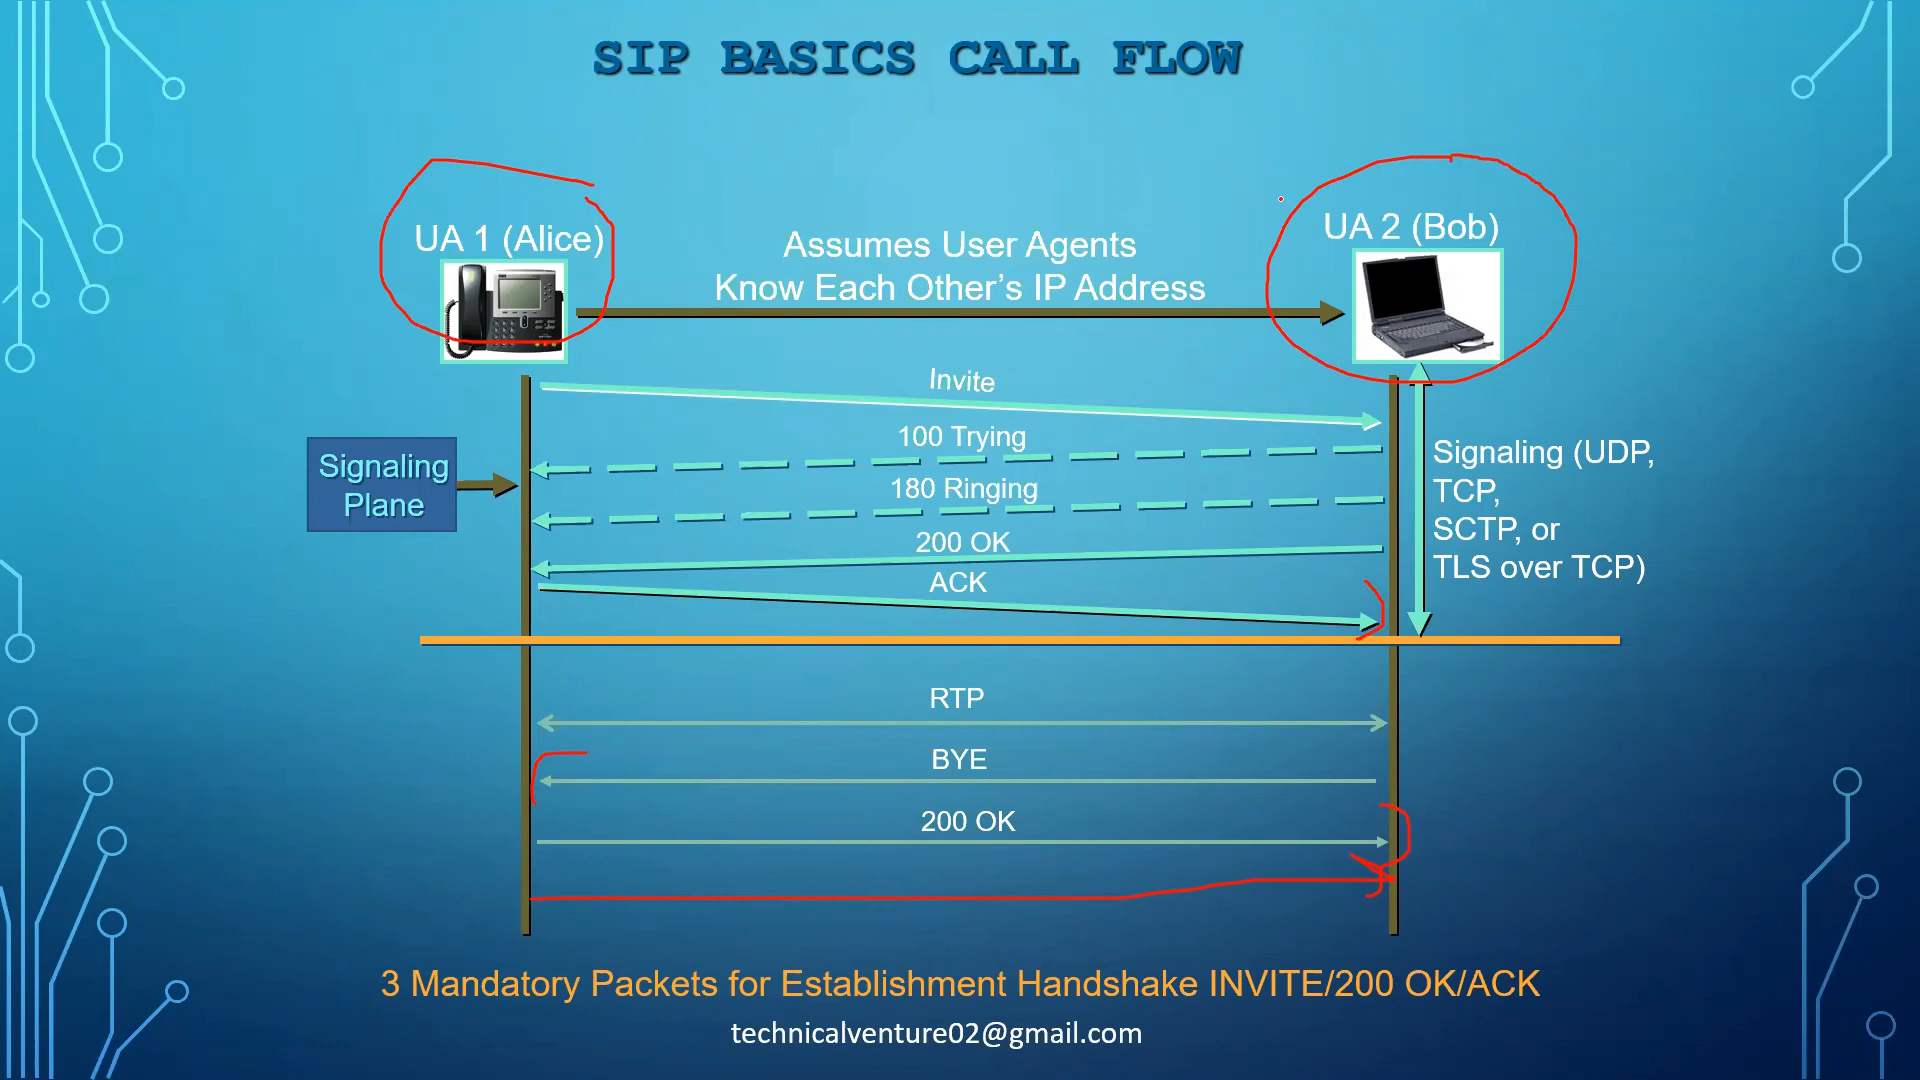 SIP BASICS CALL FLOW
UA 1 (Alice)
Assumes User Agents
Know Each Other’s IP Address
UA 2 (Bob)
Invite
100 Trying
180 Ringing
200 OK
ACK
Signaling
Plane
Signaling (UDP,
TCP,
SCTP, or
TLS over TCP)
RTP
BYE
200 OK
3 Mandatory Packets for Establishment Handshake INVITE/200 OK/ACK
technicalventure02@gmail.com